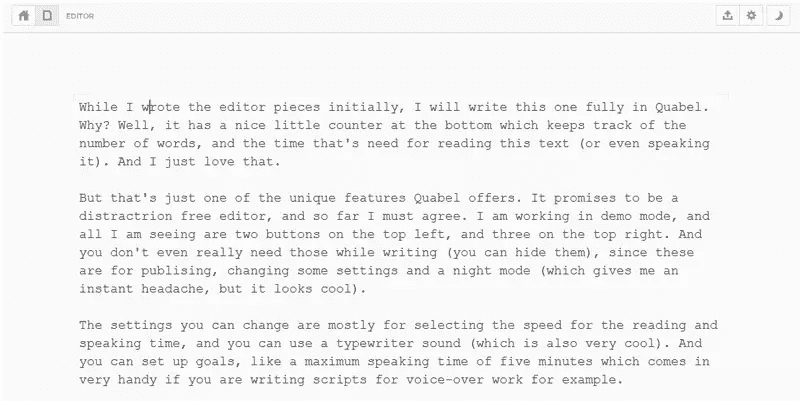 EDITOR
While I wrote the editor pieces initially, I will write this one fully in Quabel.
Why? Well, it has a nice little counter at the bottom which keeps track of the
number of words, and the time that's need for reading this text (or even speaking
it). And I just love that.
But that's just one of the unique features Quabel offers. It promises to be a
distractrion free editor, and so far I must agree. I am working in demo mode, and
all I am seeing are two buttons on the top left, and three on the top right. And
you don't even really need those while writing (you can hide them), since these
are for publising, changing some settings and a night mode (which gives me an
instant headache, but it looks cool).
The settings you can change are mostly for selecting the speed for the reading and
speaking time, and you can use a typewriter sound (which is also very cool). And
you can set up goals, like a maximum speaking time of five minutes which comes in
very handy if you are writing scripts for voice-over work for example.